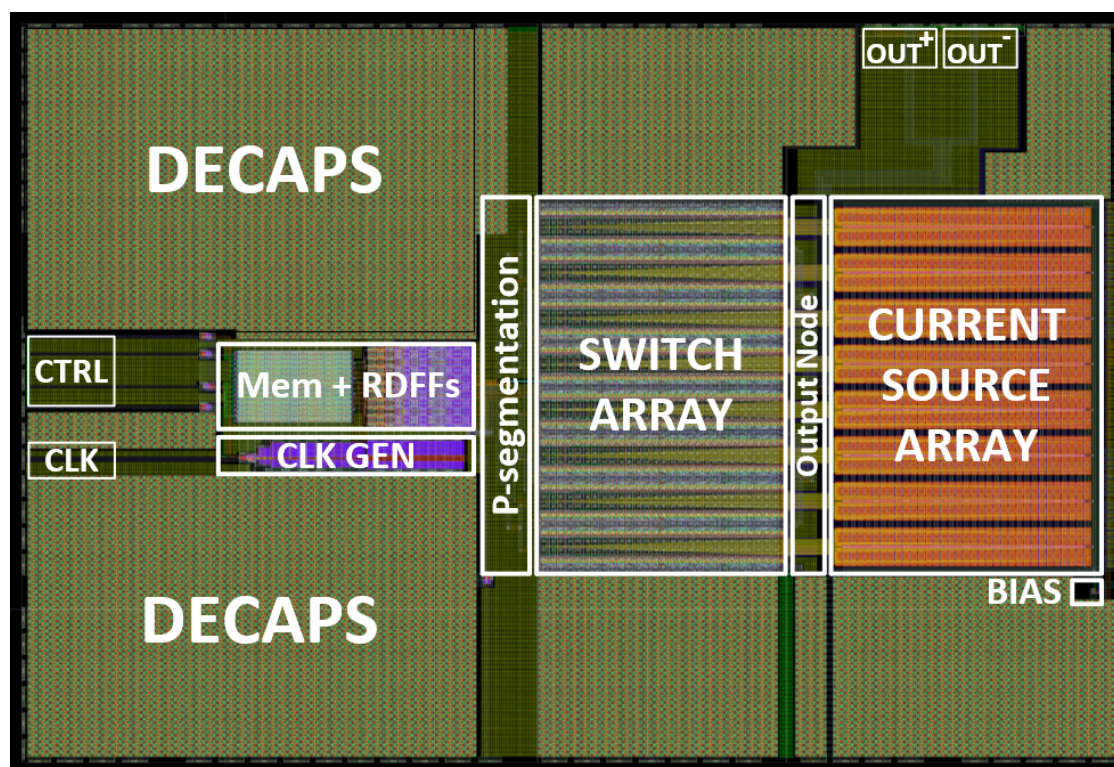 OUT+ OUT-
DECAPS
P-segmentation
SWITCH
ARRAY
Output Node
CURRENT
SOURCE
ARRAY
CTRL
Mem + RDFFs
CLK
CLK GEN
DECAPS
BIAS